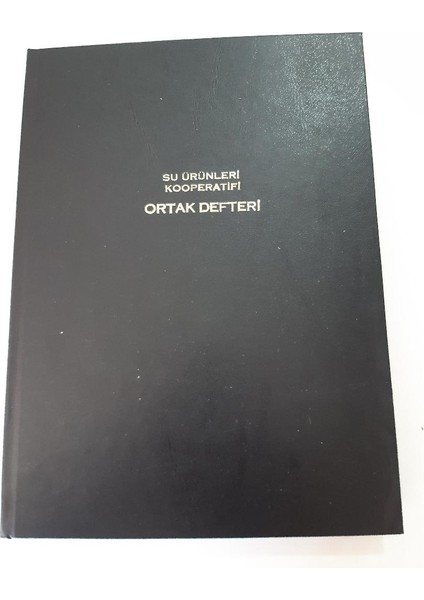 SU ÜRÜNLERİ
KOOPERATİFİ
ORTAK DEFTERİ